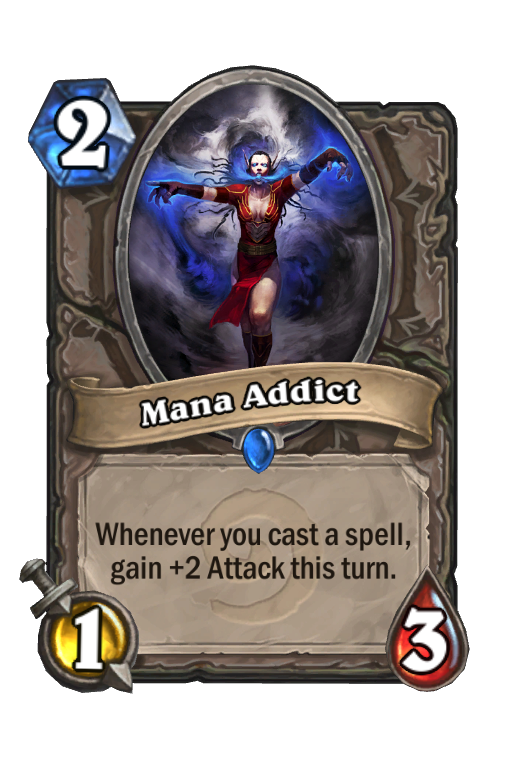 2
Mana Addict
Whenever you cast a spell,
gain +2 Attack this turn.
1
3